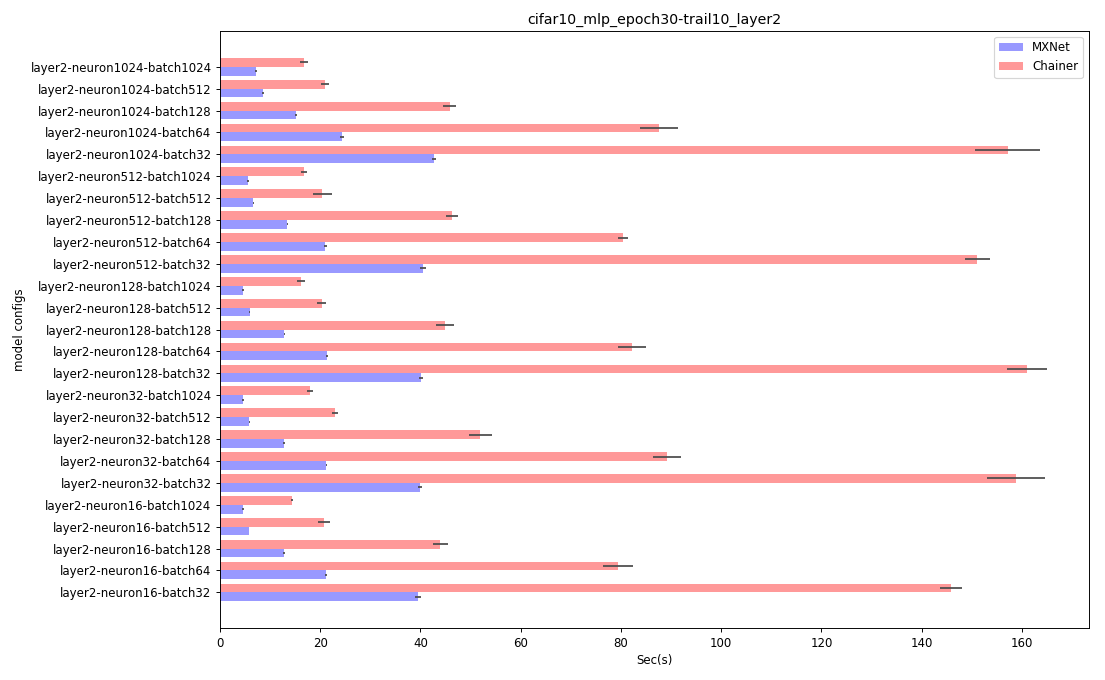 cifar10_mlp_epoch30-trail10_layer2
MXNet
Chainer
model configs
layer2-neuron1024-batch1024
layer2-neuron1024-batch512
layer2-neuron1024-batch128
layer2-neuron1024-batch64
layer2-neuron1024-batch32
layer2-neuron512-batch1024
layer2-neuron512-batch512
layer2-neuron512-batch128
layer2-neuron512-batch64
layer2-neuron512-batch32
layer2-neuron128-batch1024
layer2-neuron128-batch512
layer2-neuron128-batch128
layer2-neuron128-batch64
layer2-neuron128-batch32
layer2-neuron32-batch1024
layer2-neuron32-batch512
layer2-neuron32-batch128
layer2-neuron32-batch64
layer2-neuron32-batch32
layer2-neuron16-batch1024
layer2-neuron16-batch512
layer2-neuron16-batch128
layer2-neuron16-batch64
layer2-neuron16-batch32
0 20 40 60 80 100 120 140 160
Sec(s)